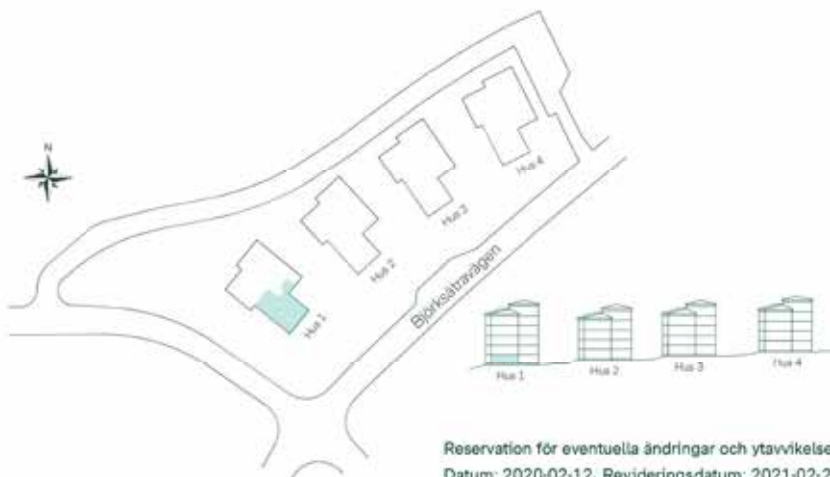 N
Hus 4
Hus 3
Hus 2
Hus 1
Björksätravägen
Hus 1
Hus 2
Hus 3
Hus 4
Reservation för eventuella ändringar och ytavvikelse
Datum: 2020-02-12. Revideringsdatum: 2021-02-2